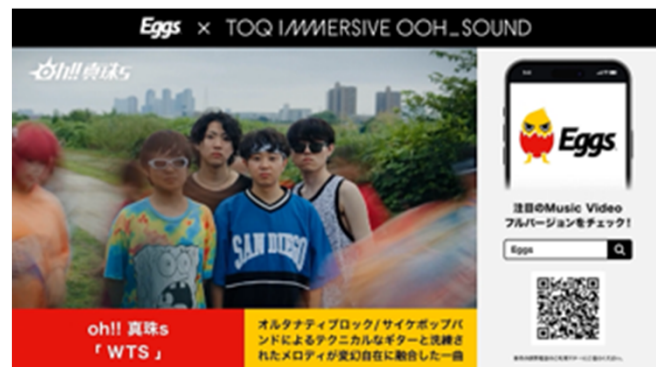 Eggs × TOQ IMMERSIVE OOH_SOUND
oh!! 真珠s
SAN DIEGO
oh!! 真珠s
「 WTS 」
オルタナティブロック/サイケポップバ
ンドによるテクニカルなギターと洗練さ
れたメロディが変幻自在に融合した一曲
Eggs
注目のMusic Video
フルバージョンをチェック！
Eggs